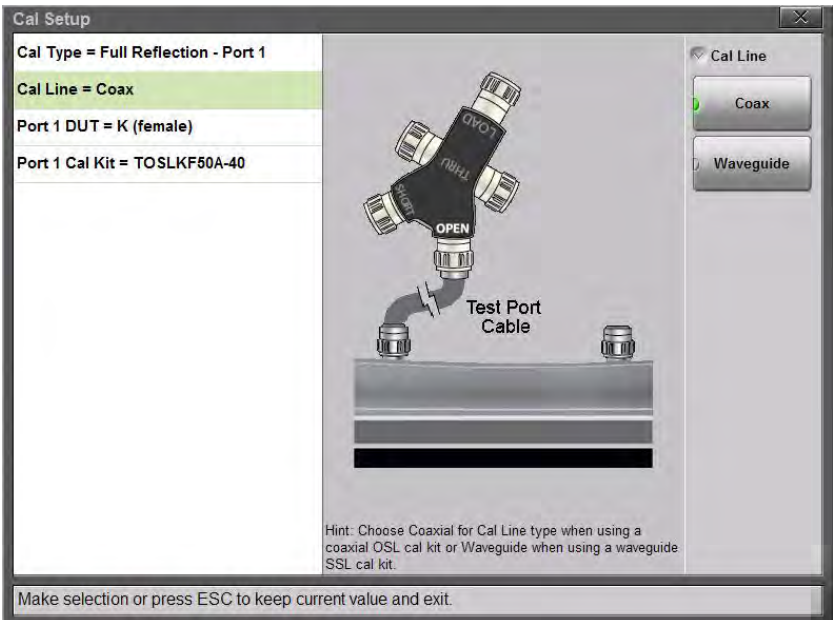 Cal Setup
Cal Type = Full Reflection - Port 1
Cal Line = Coax
Port 1 DUT = K (female)
Port 1 Cal Kit = TOSLKF50A-40
LOAD
THRU
SHORT
OPEN
Test Port
Cable
Hint: Choose Coaxial for Cal Line type when using a
coaxial OSL cal kit or Waveguide when using a waveguide
SSL cal kit.
Cal Line
Coax
Waveguide
Make selection or press ESC to keep current value and exit.